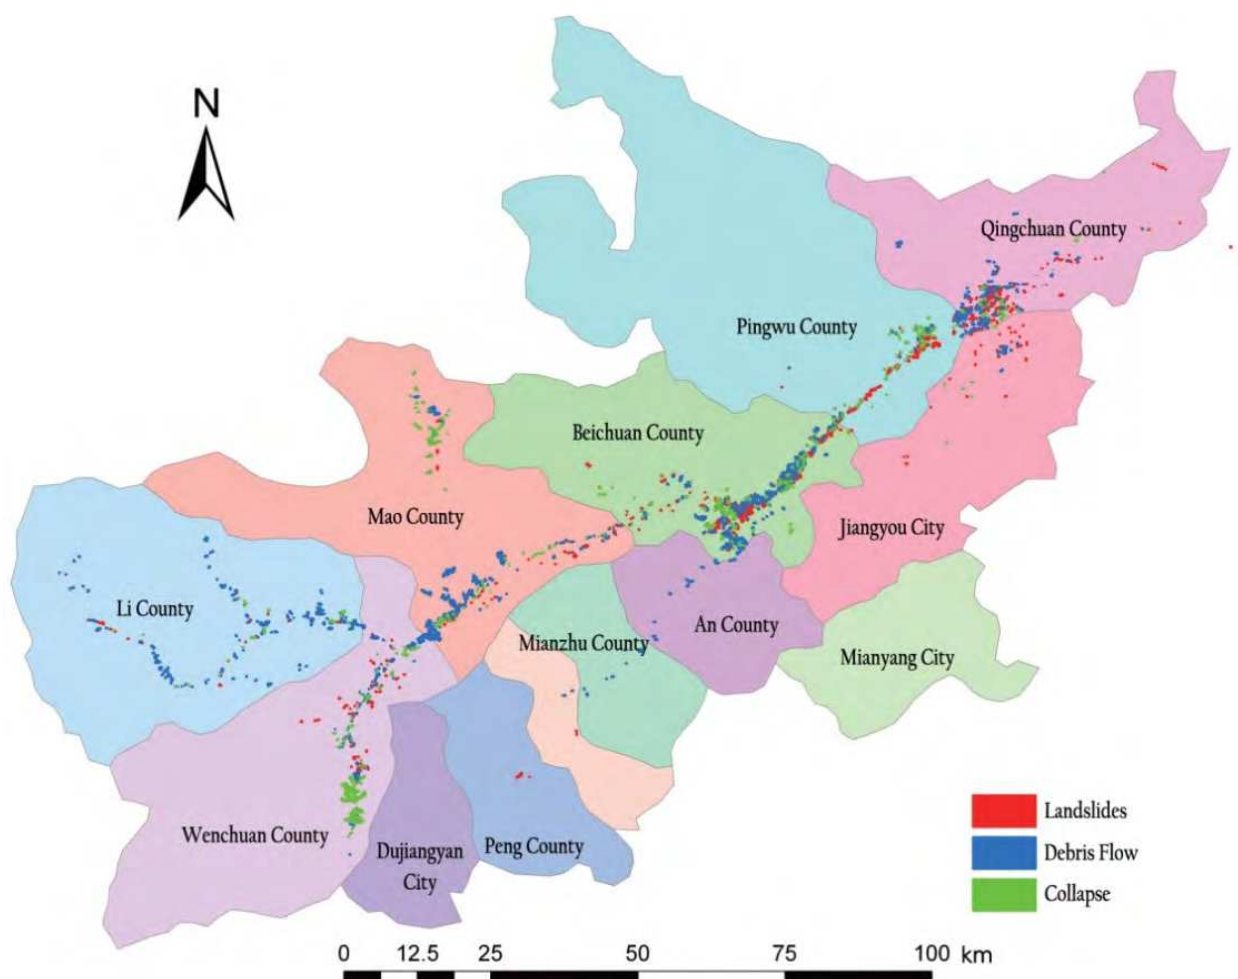 N
Qingchuan County
Pingwu County
Beichuan County
Mao County
Jiangyou City
Li County
An County
Mianzhu County
Mianyang City
Landslides
Wenchuan County
Dujiangyan
City
Peng County
Debris Flow
Collapse
0 12.5 25 50 75 100 km